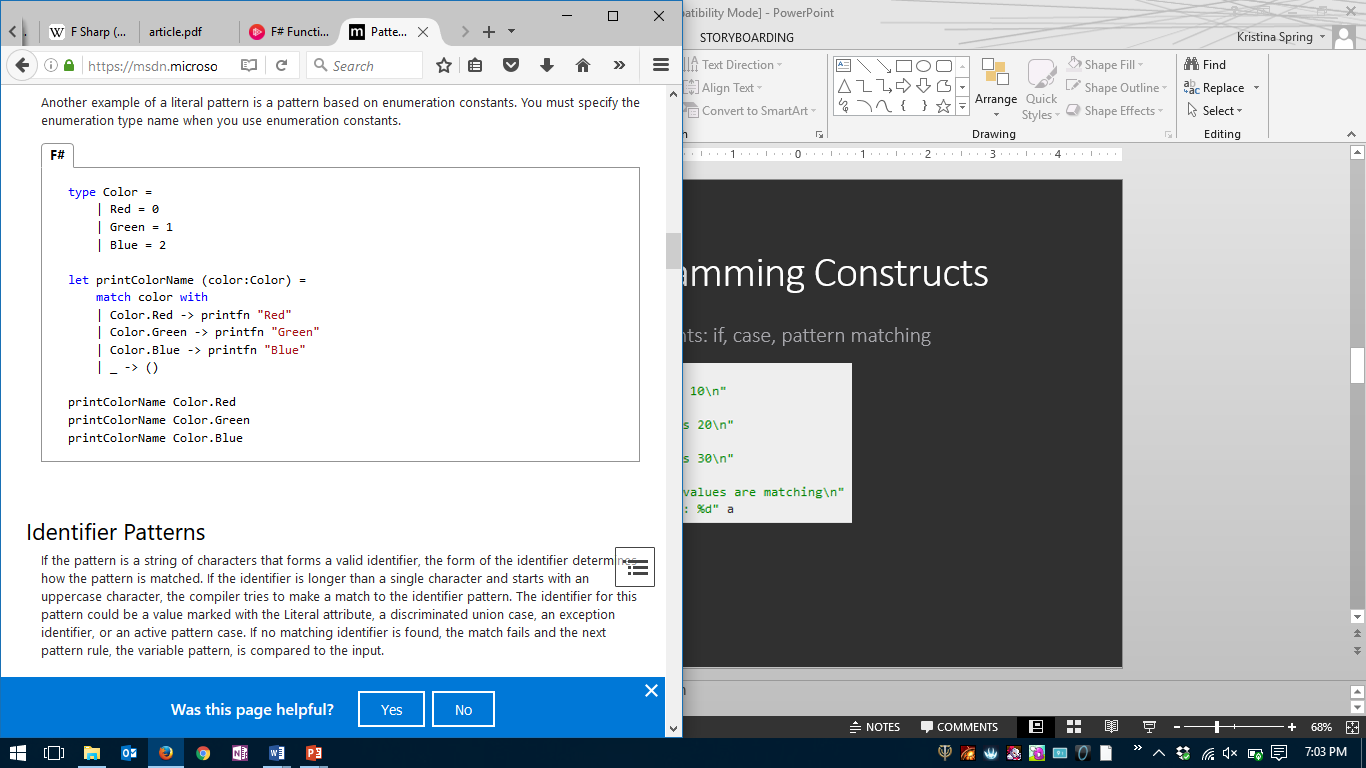 F Sharp (...
article.pdf
F# Functi...
Patte...
https://msdn.microso
Search
Another example of a literal pattern is a pattern based on enumeration constants. You must specify the
enumeration type name when you use enumeration constants.
F#
type Color =
| Red = 0
| Green = 1
| Blue = 2
let printColorName (color:Color) =
match color with
| Color.Red -> printfn "Red"
| Color.Green -> printfn "Green"
| Color.Blue -> printfn "Blue"
| _ -> ()
printColorName Color.Red
printColorName Color.Green
printColorName Color.Blue
Identifier Patterns
If the pattern is a string of characters that forms a valid identifier, the form of the identifier determines
how the pattern is matched. If the identifier is longer than a single character and starts with an
uppercase character, the compiler tries to make a match to the identifier pattern. The identifier for this
pattern could be a value marked with the Literal attribute, a discriminated union case, an exception
identifier, or an active pattern case. If no matching identifier is found, the match fails and the next
pattern rule, the variable pattern, is compared to the input.
Was this page helpful?
Yes
No
patibility Mode] - PowerPoint
STORYBOARDING
Kristina Spring
Text Direction
Align Text
Convert to SmartArt
Arrange
Quick
Styles
Shape Fill
Shape Outline
Shape Effects
Drawing
Find
Replace
Select
Editing
1 0 1 2 3 4
amming Constructs
nts: if, case, pattern matching
10\n"
s 20\n"
s 30\n"
values are matching\n"
: %d" a
NOTES
COMMENTS
68%
7:03 PM